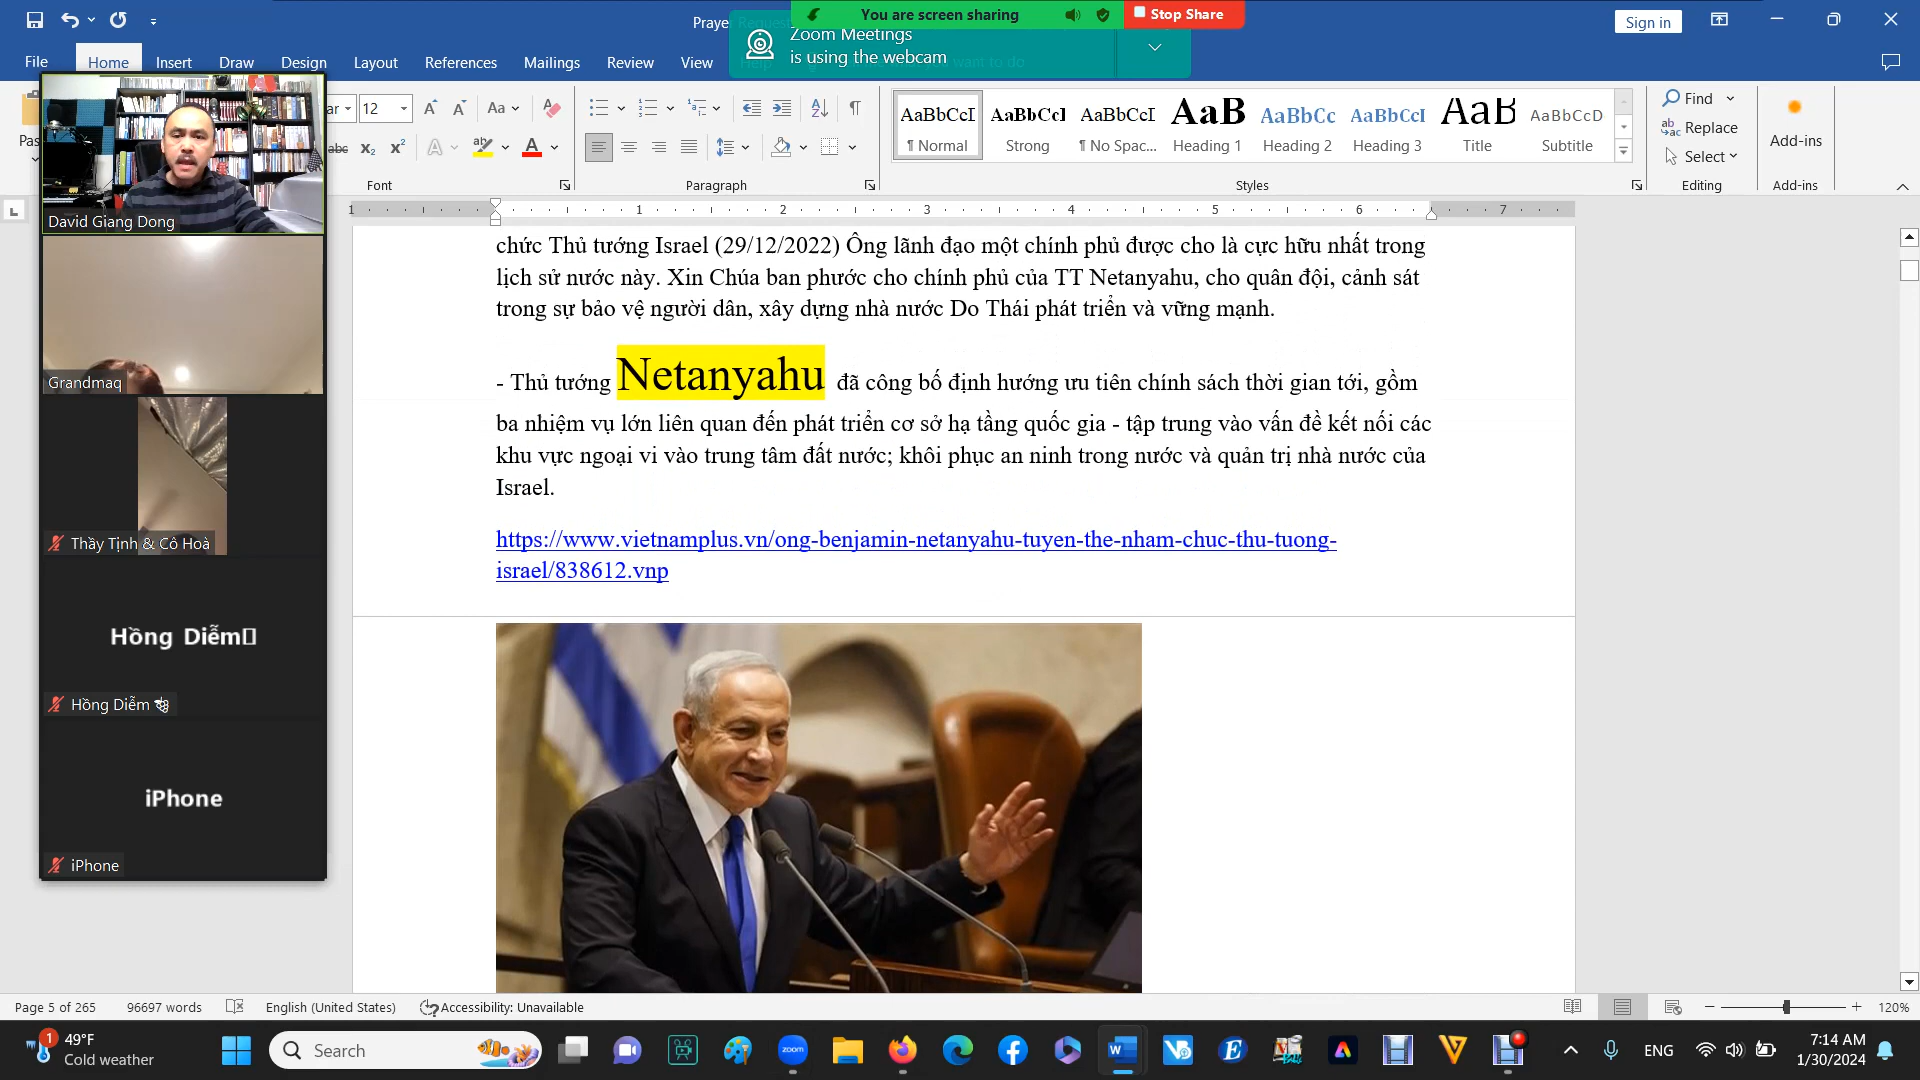 You are screen sharing
Stop Share
Praye
Zoom Meetings
is using the webcam
Sign in
File
Home
Insert
Draw
Design
Layout
References
Mailings
Review
View
12
Aa
Font
Paragraph
AaBbCcI
¶ Normal
AaBbCcI
Strong
AaBbCcI
¶ No Spac...
AaB
Heading 1
AaBbCc
Heading 2
AaBbCcI
Heading 3
AaB
Title
AaBbCcD
Subtitle
Styles
Find
Replace
Select
Editing
Add-ins
Add-ins
David Giang Dong
Grandmaq
Thầy Tịnh & Cô Hoà
Hồng Diễm
Hồng Diễm
iPhone
iPhone
1 1 2 3 4 5 6 7
chức Thủ tướng Israel (29/12/2022) Ông lãnh đạo một chính phủ được cho là cực hữu nhất trong
lịch sử nước này. Xin Chúa ban phước cho chính phủ của TT Netanyahu, cho quân đội, cảnh sát
trong sự bảo vệ người dân, xây dựng nhà nước Do Thái phát triển và vững mạnh.
- Thủ tướng Netanyahu đã công bố định hướng ưu tiên chính sách thời gian tới, gồm
ba nhiệm vụ lớn liên quan đến phát triển cơ sở hạ tầng quốc gia - tập trung vào vấn đề kết nối các
khu vực ngoại vi vào trung tâm đất nước; khôi phục an ninh trong nước và quản trị nhà nước của
Israel.
https://www.vietnamplus.vn/ong-benjamin-netanyahu-tuyen-the-nham-chuc-thu-tuong-
israel/838612.vnp
Page 5 of 265
96697 words
English (United States)
Accessibility: Unavailable
120%
1
49°F
Cold weather
Search
zoom
ENG
7:14 AM
1/30/2024